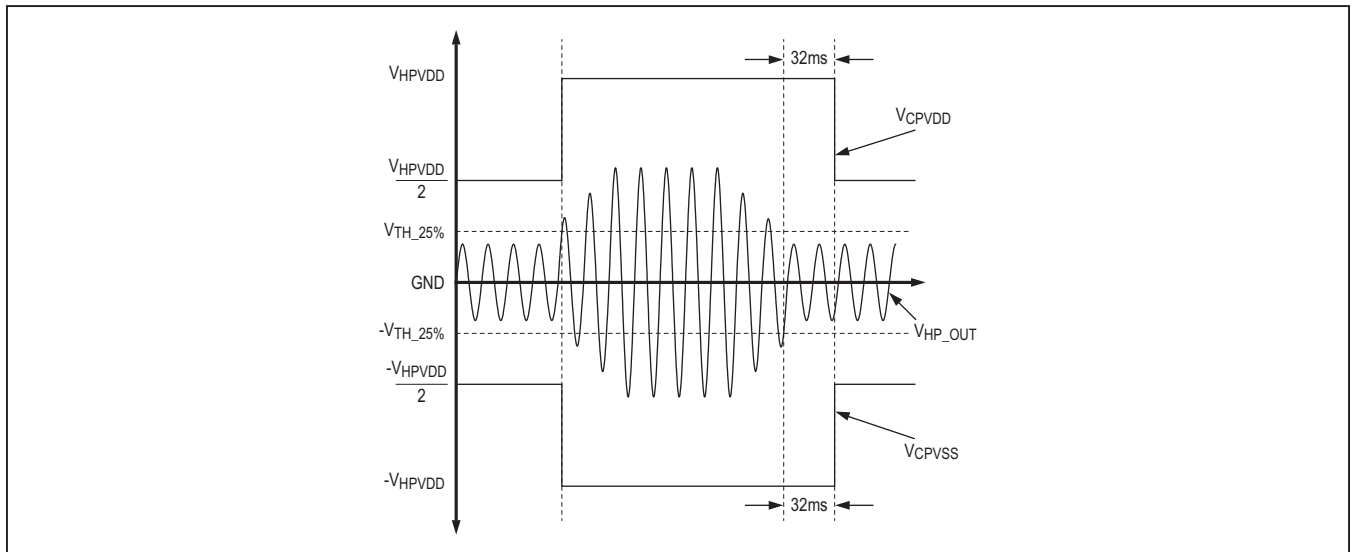 32ms
VHPVDD
VCPVDD
VHPVDD
2
VTH_25%
GND
-VTH_25%
VHP_OUT
-VHPVDD
2
VCPVSS
-VHPVDD
32ms